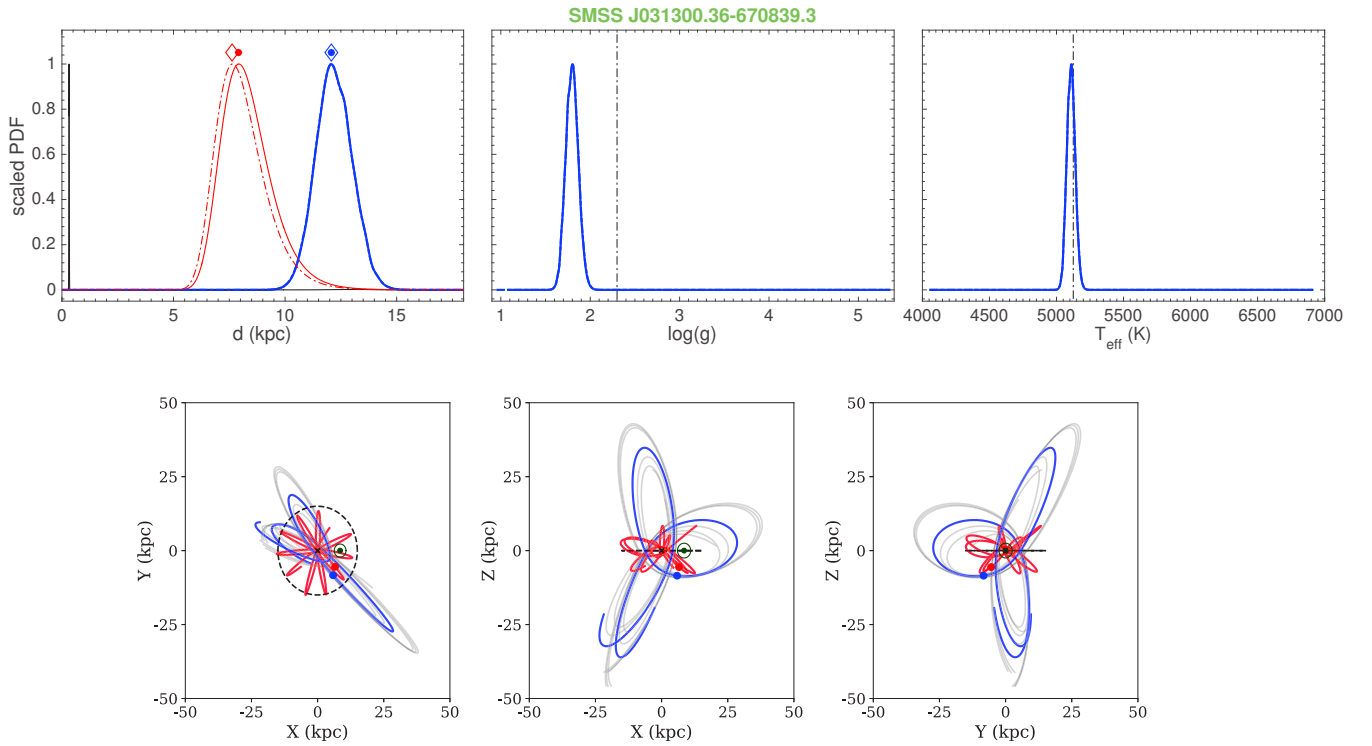 SMSS J031300.36-670839.3
scaled PDF
1
0.8
0.6
0.4
0.2
0
0 5 10 15
d (kpc)
1 2 3 4 5
log(g)
4000 4500 5000 5500 6000 6500 7000
T_eff (K)
Y (kpc)
50
25
0
-25
-50
-50 -25 0 25 50
X (kpc)
Z (kpc)
50
25
0
-25
-50
-50 -25 0 25 50
X (kpc)
Z (kpc)
50
25
0
-25
-50
-50 -25 0 25 50
Y (kpc)